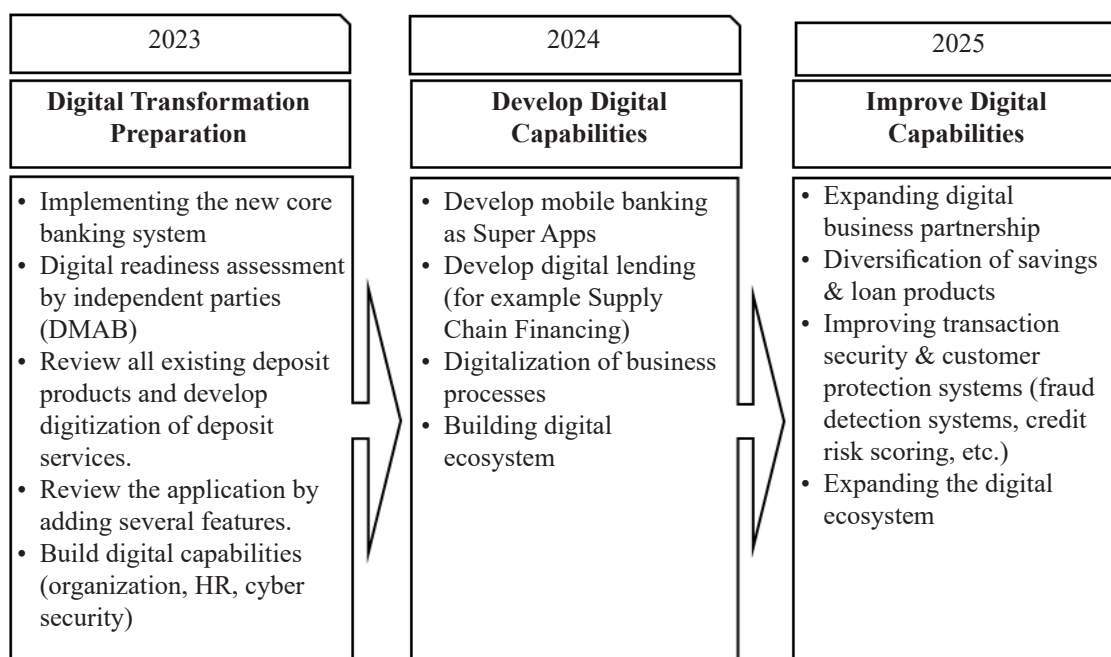 2023
Digital Transformation
Preparation
• Implementing the new core
banking system
• Digital readiness assessment
by independent parties
(DMAB)
• Review all existing deposit
products and develop
digitization of deposit
services.
• Review the application by
adding several features.
• Build digital capabilities
(organization, HR, cyber
security)
2024
Develop Digital
Capabilities
• Develop mobile banking
as Super Apps
• Develop digital lending
(for example Supply
Chain Financing)
• Digitalization of business
processes
• Building digital
ecosystem
2025
Improve Digital
Capabilities
• Expanding digital
business partnership
• Diversification of savings
& loan products
• Improving transaction
security & customer
protection systems (fraud
detection systems, credit
risk scoring, etc.)
• Expanding the digital
ecosystem